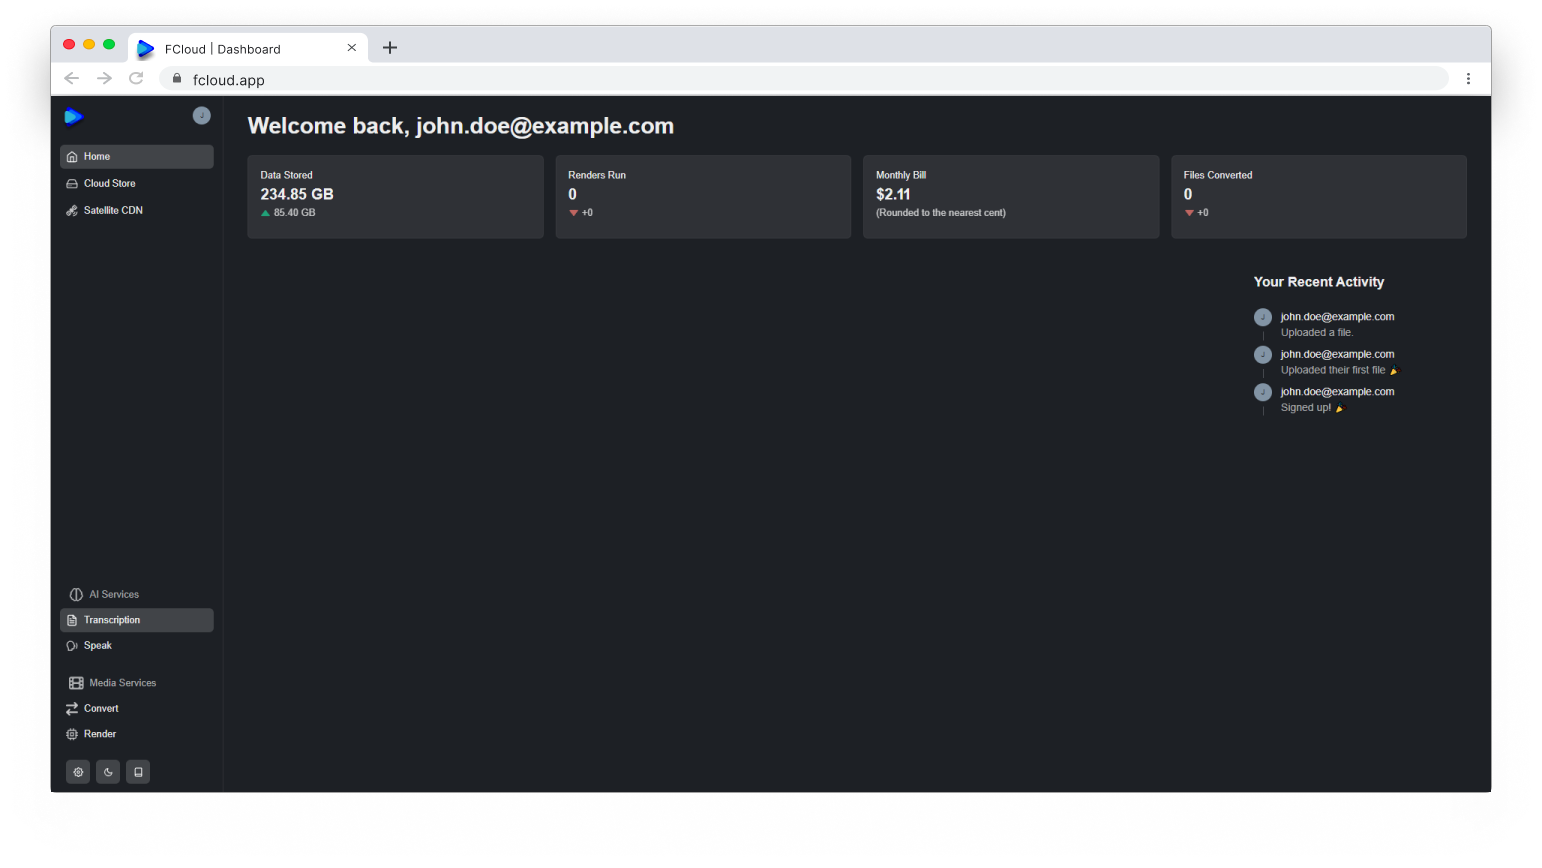 FCloud | Dashboard
fcloud.app
J
Home
Cloud Store
Satellite CDN
AI Services
Transcription
Speak
Media Services
Convert
Render
Welcome back, john.doe@example.com
Data Stored
234.85 GB
85.40 GB
Renders Run
0
+0
Monthly Bill
$2.11
(Rounded to the nearest cent)
Files Converted
0
+0
Your Recent Activity
J
john.doe@example.com
Uploaded a file.
J
john.doe@example.com
Uploaded their first file 🎉
J
john.doe@example.com
Signed up! 🎉